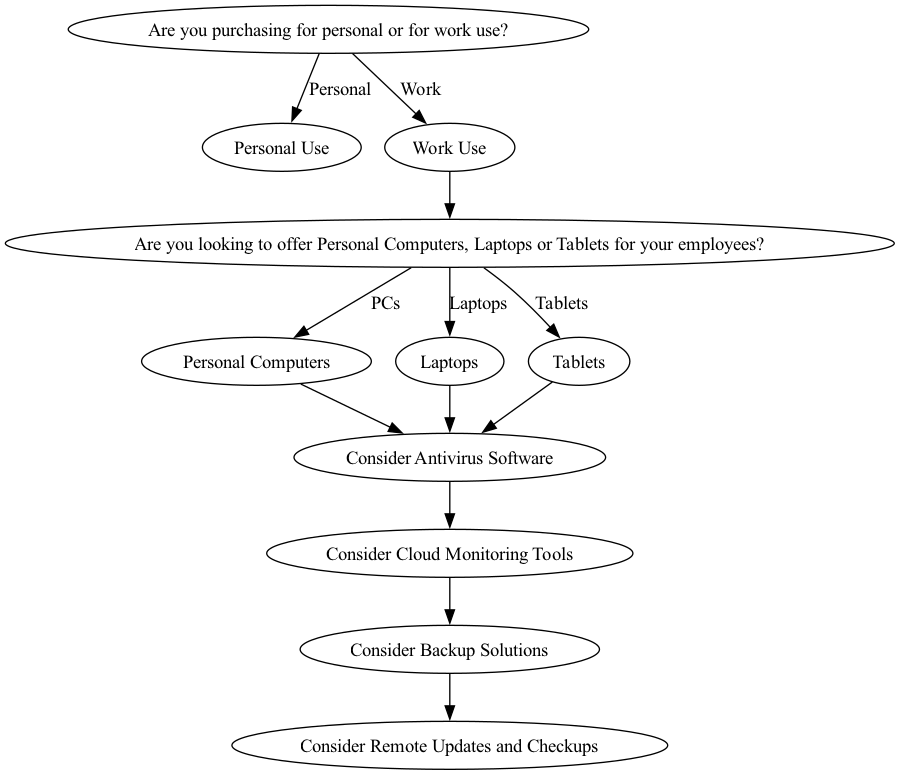 Are you purchasing for personal or for work use?
Personal
Work
Personal Use
Work Use
Are you looking to offer Personal Computers, Laptops or Tablets for your employees?
PCs
Laptops
Tablets
Personal Computers
Laptops
Tablets
Consider Antivirus Software
Consider Cloud Monitoring Tools
Consider Backup Solutions
Consider Remote Updates and Checkups